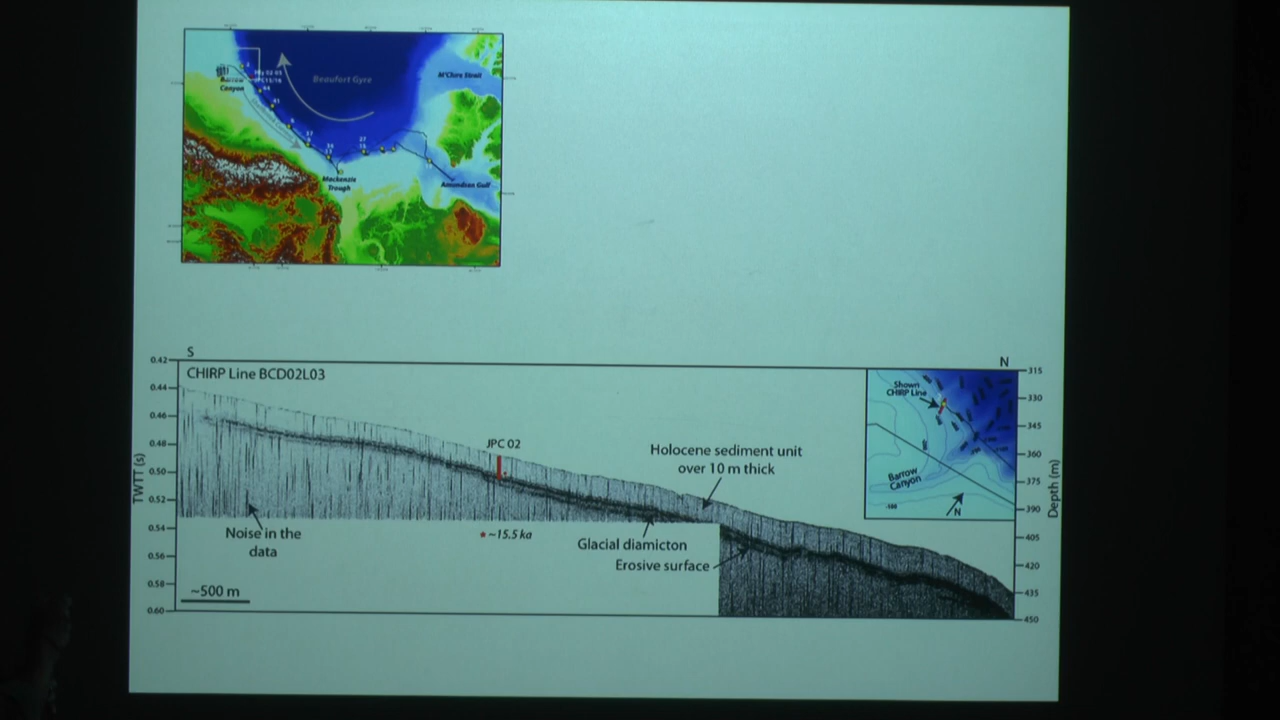 Beaufort Gyre
M'Clure Strait
Barrow
Canyon
Mackenzie
Trough
Amundsen Gulf
S
N
CHIRP Line BCD02L03
0.42
0.44
0.46
0.48
0.50
0.52
0.54
0.56
0.58
0.60
TWTT (s)
JPC 02
Holocene sediment unit
over 10 m thick
Noise in the
data
~15.5 ka
Glacial diamicton
Erosive surface
~500 m
Shown
CHIRP Line
Barrow
Canyon
N
315
330
345
360
375
390
405
420
435
450
Depth (m)